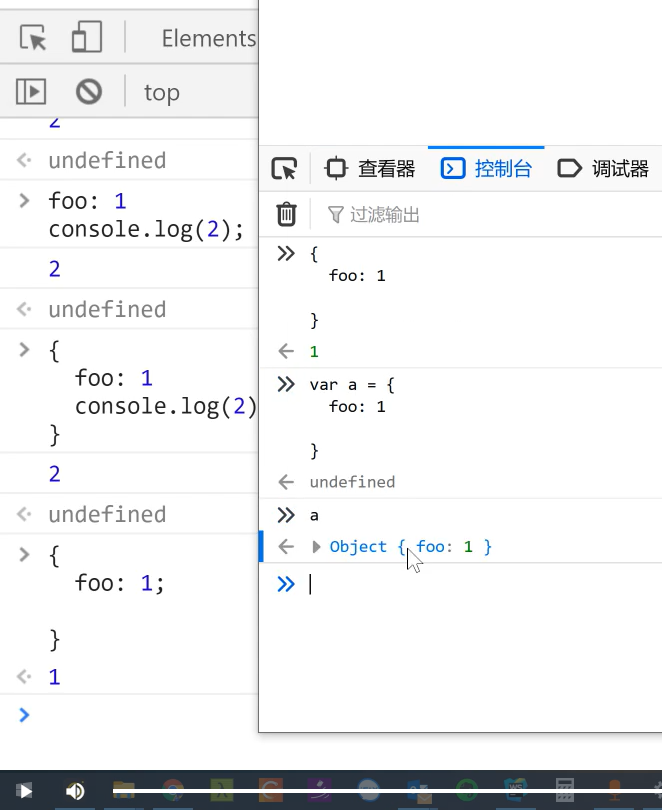 Elements
top
2
undefined
foo: 1
console.log(2);
2
undefined
{
foo: 1
console.log(2)
}
2
undefined
{
foo: 1;
}
1
查看器
控制台
调试器
过滤输出
{
foo: 1
}
1
var a = {
foo: 1
}
undefined
a
Object { foo: 1 }